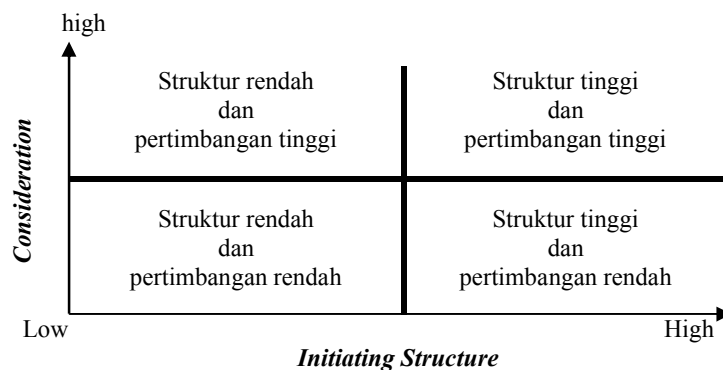 high
Struktur rendah
dan
pertimbangan tinggi
Struktur tinggi
dan
pertimbangan tinggi
Consideration
Struktur rendah
dan
pertimbangan rendah
Struktur tinggi
dan
pertimbangan rendah
Low
High
Initiating Structure